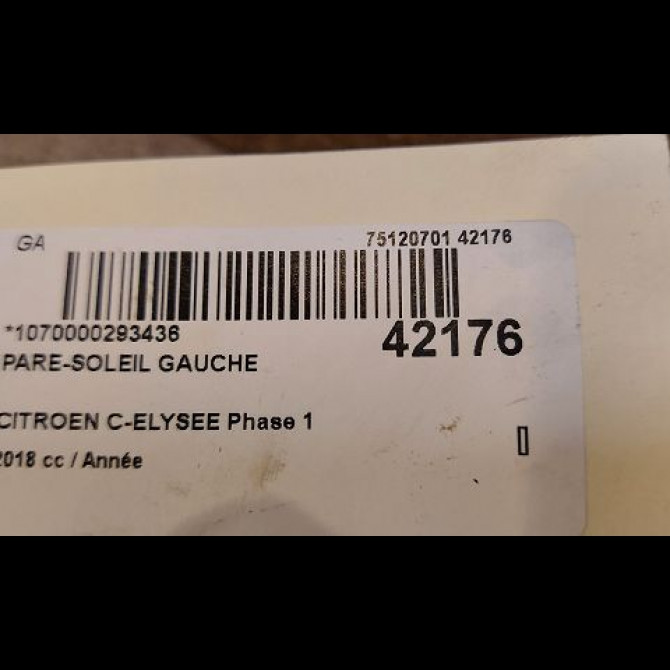 GA 75120701 42176
*1070000293436 42176
PARE-SOLEIL GAUCHE
CITROEN C-ELYSEE Phase 1
2018 cc / Année